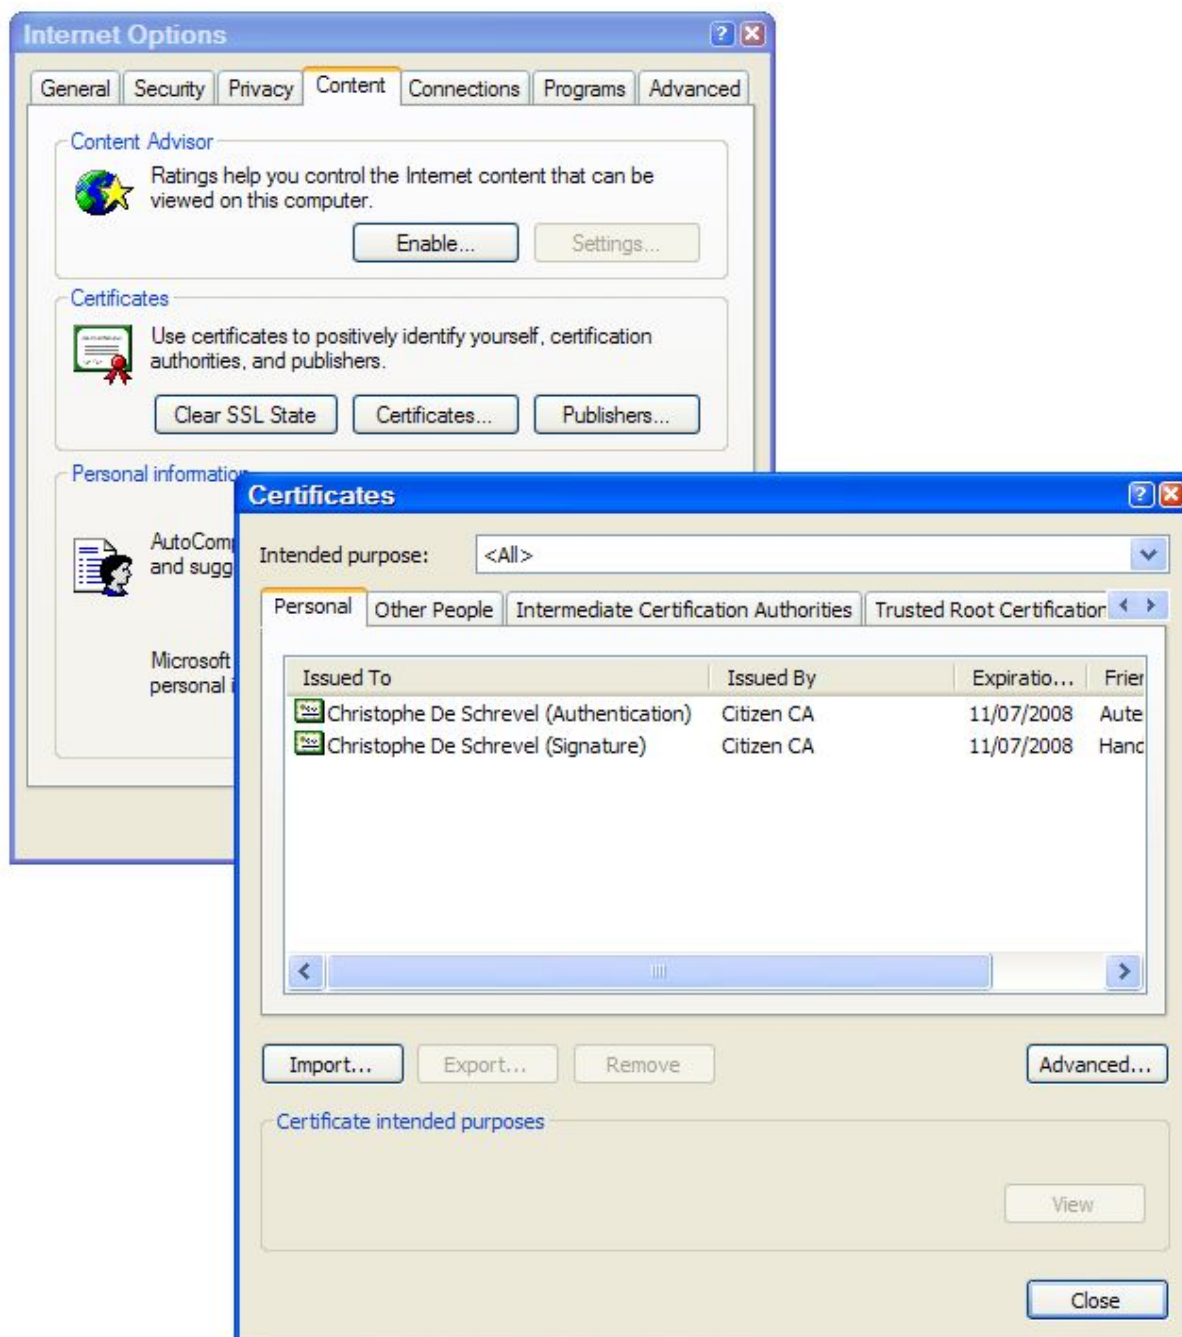 Internet Options
General Security Privacy Content Connections Programs Advanced
Content Advisor
Ratings help you control the Internet content that can be
viewed on this computer.
Enable... Settings...
Certificates
Use certificates to positively identify yourself, certification
authorities, and publishers.
Clear SSL State Certificates... Publishers...
Personal information
AutoComp
and sugg
Microsoft
personal i
Certificates
Intended purpose: <All>
Personal Other People Intermediate Certification Authorities Trusted Root Certification
Issued To Issued By Expiratio... Frier
Christophe De Schrevel (Authentication) Citizen CA 11/07/2008 Aute
Christophe De Schrevel (Signature) Citizen CA 11/07/2008 Hand
Import... Export... Remove Advanced...
Certificate intended purposes
View
Close